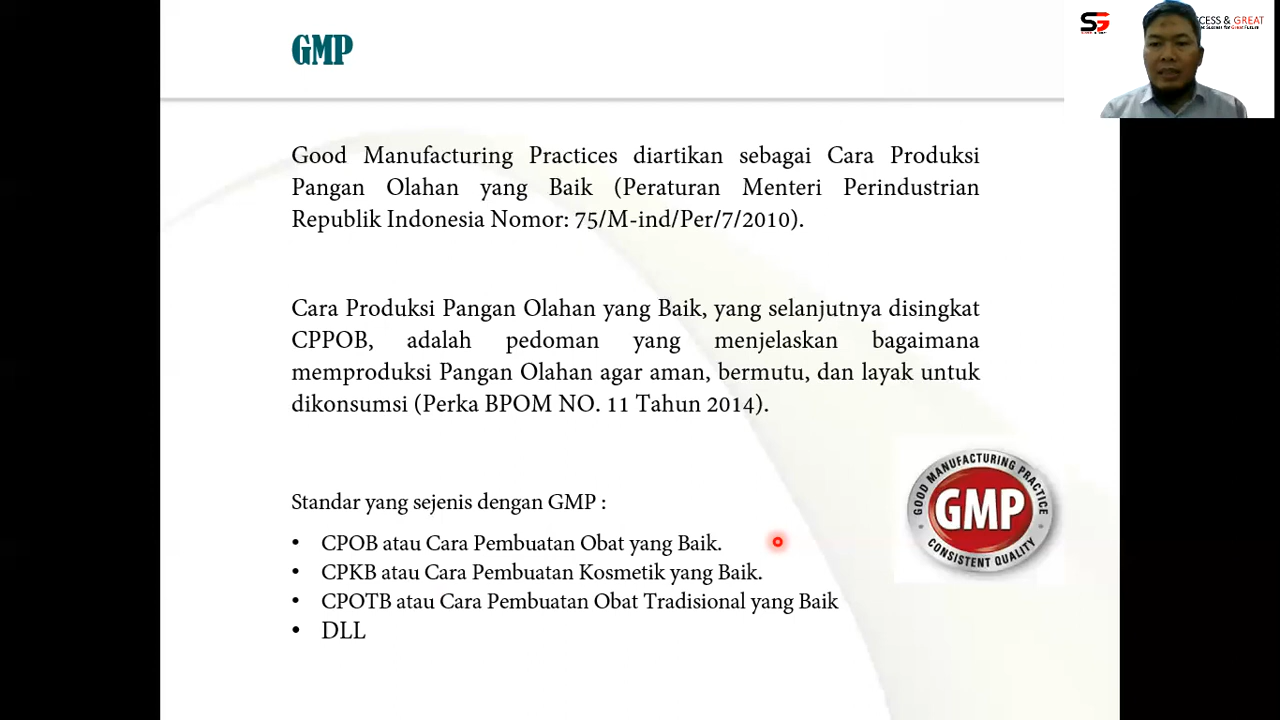 GMP
SG
CCESS & GREAT
Good Manufacturing Practices diartikan sebagai Cara Produksi
Pangan Olahan yang Baik (Peraturan Menteri Perindustrian
Republik Indonesia Nomor: 75/M-ind/Per/7/2010).
Cara Produksi Pangan Olahan yang Baik, yang selanjutnya disingkat
CPPOB, adalah pedoman yang menjelaskan bagaimana
memproduksi Pangan Olahan agar aman, bermutu, dan layak untuk
dikonsumsi (Perka BPOM NO. 11 Tahun 2014).
GOOD MANUFACTURING PRACTICE
GMP
CONSISTENT QUALITY
Standar yang sejenis dengan GMP :
• CPOB atau Cara Pembuatan Obat yang Baik.
• CPKB atau Cara Pembuatan Kosmetik yang Baik.
• CPOTB atau Cara Pembuatan Obat Tradisional yang Baik
• DLL